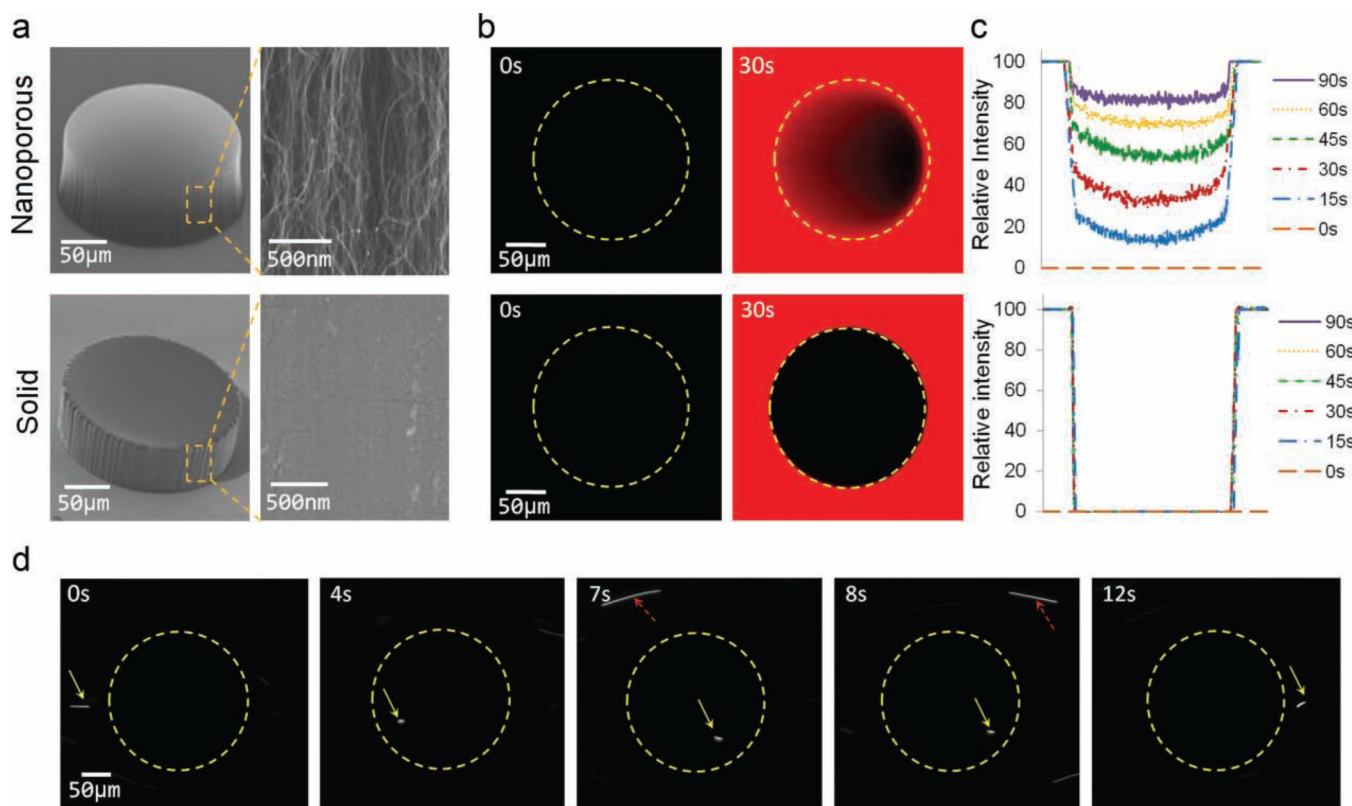 a
b
c
Nanoporous
50µm
500nm
0s
50µm
30s
Relative Intensity
100
80
60
40
20
0
90s
60s
45s
30s
15s
0s
Solid
50µm
500nm
0s
50µm
30s
Relative intensity
100
80
60
40
20
0
90s
60s
45s
30s
15s
0s
d
0s
50µm
4s
7s
8s
12s